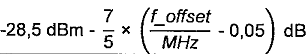 -28,5 dBm - 7/5 × (f_offset/MHz - 0,05) dB